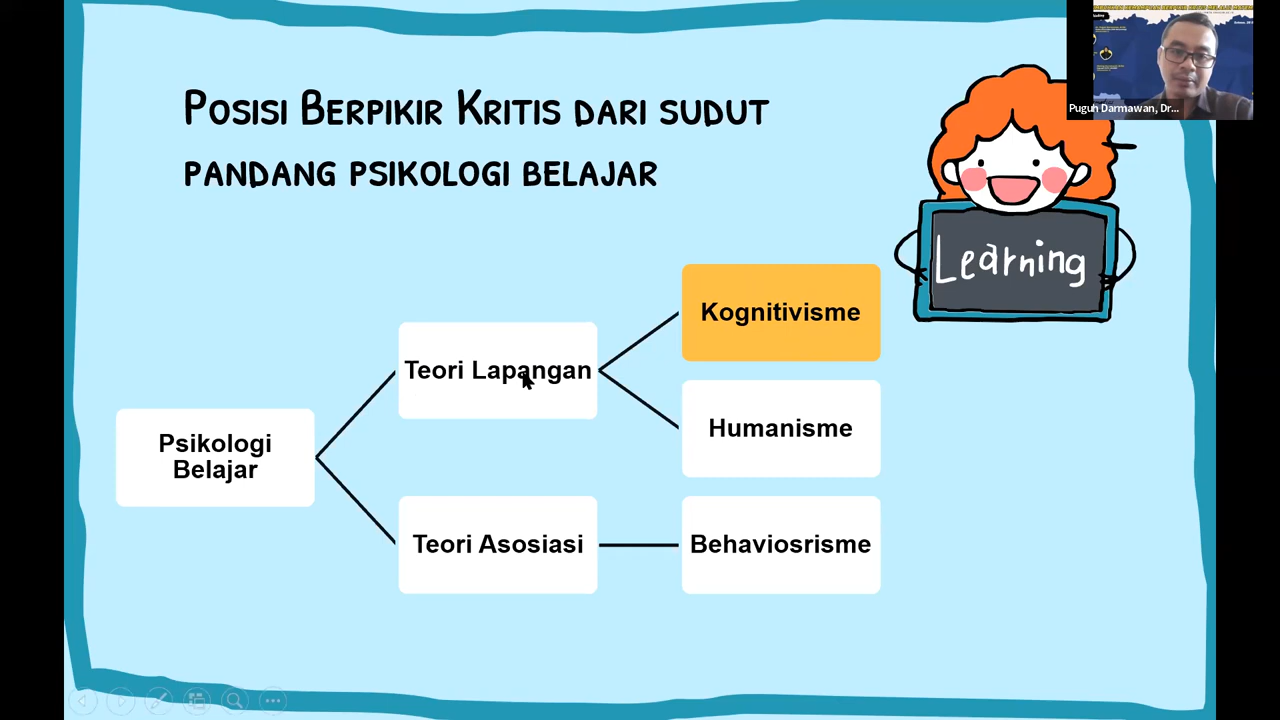 Posisi Berpikir Kritis dari sudut
pandang psikologi belajar
Learning
Puguh Darmawan, Dr...
Kognitivisme
Teori Lapangan
Humanisme
Psikologi
Belajar
Teori Asosiasi
Behaviosrisme